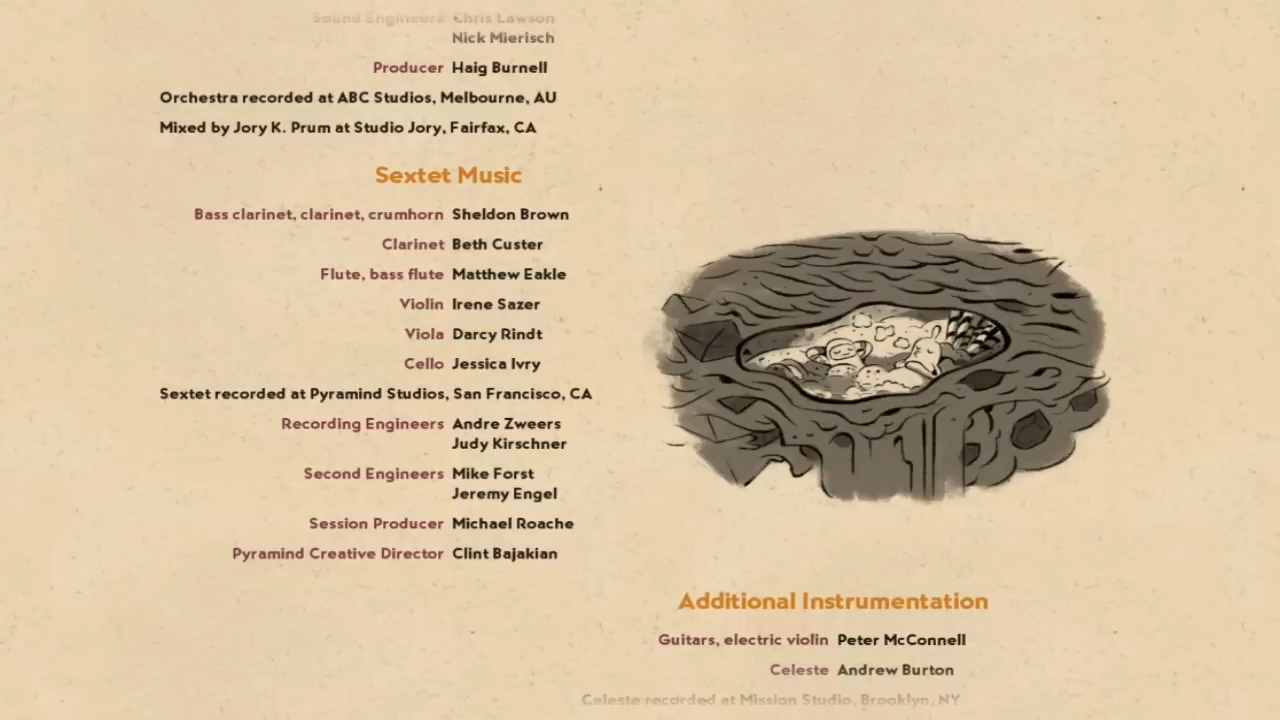 Sound Engineers Chris Lawson
Nick Mierisch
Producer Haig Burnell
Orchestra recorded at ABC Studios, Melbourne, AU
Mixed by Jory K. Prum at Studio Jory, Fairfax, CA
Sextet Music
Bass clarinet, clarinet, crumhorn Sheldon Brown
Clarinet Beth Custer
Flute, bass flute Matthew Eakle
Violin Irene Sazer
Viola Darcy Rindt
Cello Jessica Ivry
Sextet recorded at Pyramind Studios, San Francisco, CA
Recording Engineers Andre Zweers
Judy Kirschner
Second Engineers Mike Forst
Jeremy Engel
Session Producer Michael Roache
Pyramind Creative Director Clint Bajakian
Additional Instrumentation
Guitars, electric violin Peter McConnell
Celeste Andrew Burton
Celeste recorded at Mission Studio, Brooklyn, NY